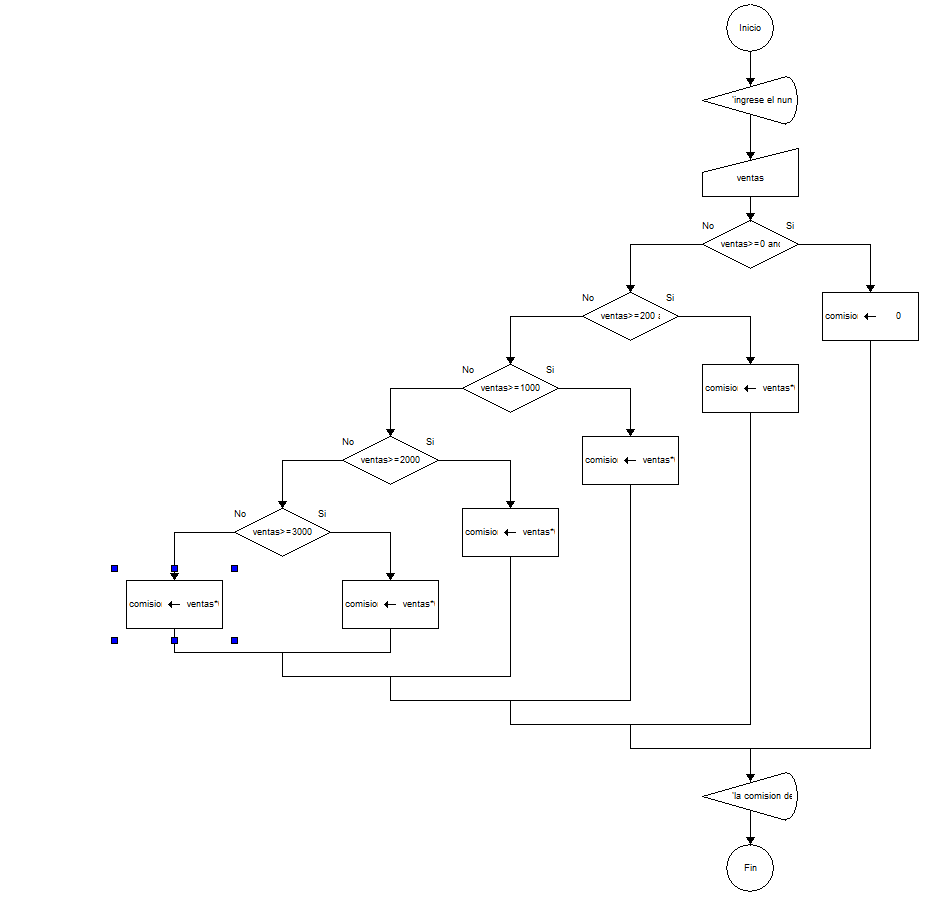 Inicio
'ingrese el nun
ventas
No
Si
ventas>=0 and
No
Si
comisio ← 0
ventas>=200 a
No
Si
comisio ← ventas*
ventas>=1000
No
Si
comisio ← ventas*
ventas>=2000
No
Si
comisio ← ventas*
ventas>=3000
comisio ← ventas*
comisio ← ventas*
'la comision de
Fin